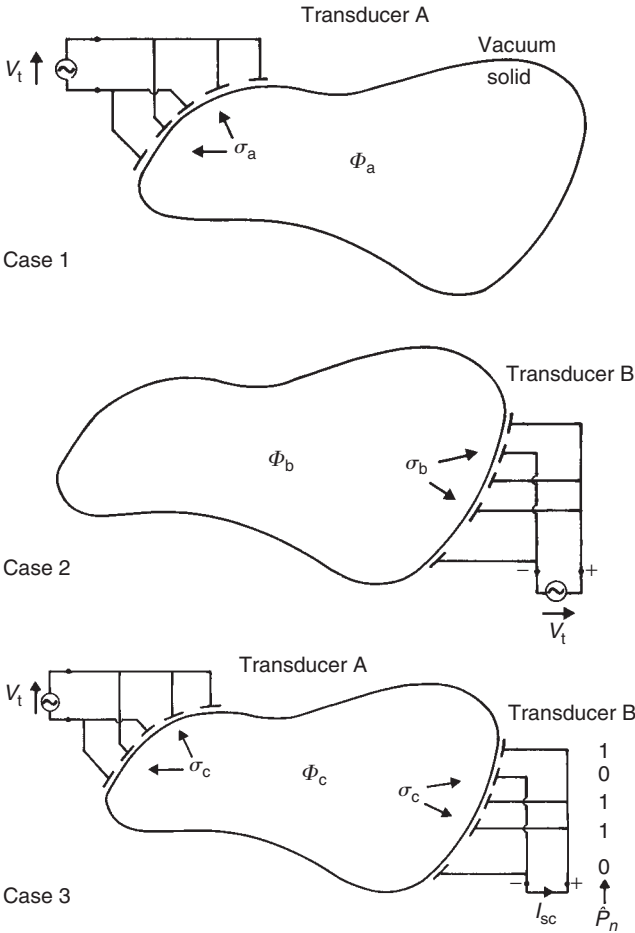 Transducer A
Vacuum
solid
V_t
σ_a
Φ_a
Case 1
Transducer B
Φ_b
σ_b
Case 2
− +
V_t
Transducer A
V_t
Transducer B
σ_c
Φ_c
σ_c
1
0
1
1
0
− +
Case 3
I_sc
P̂_n